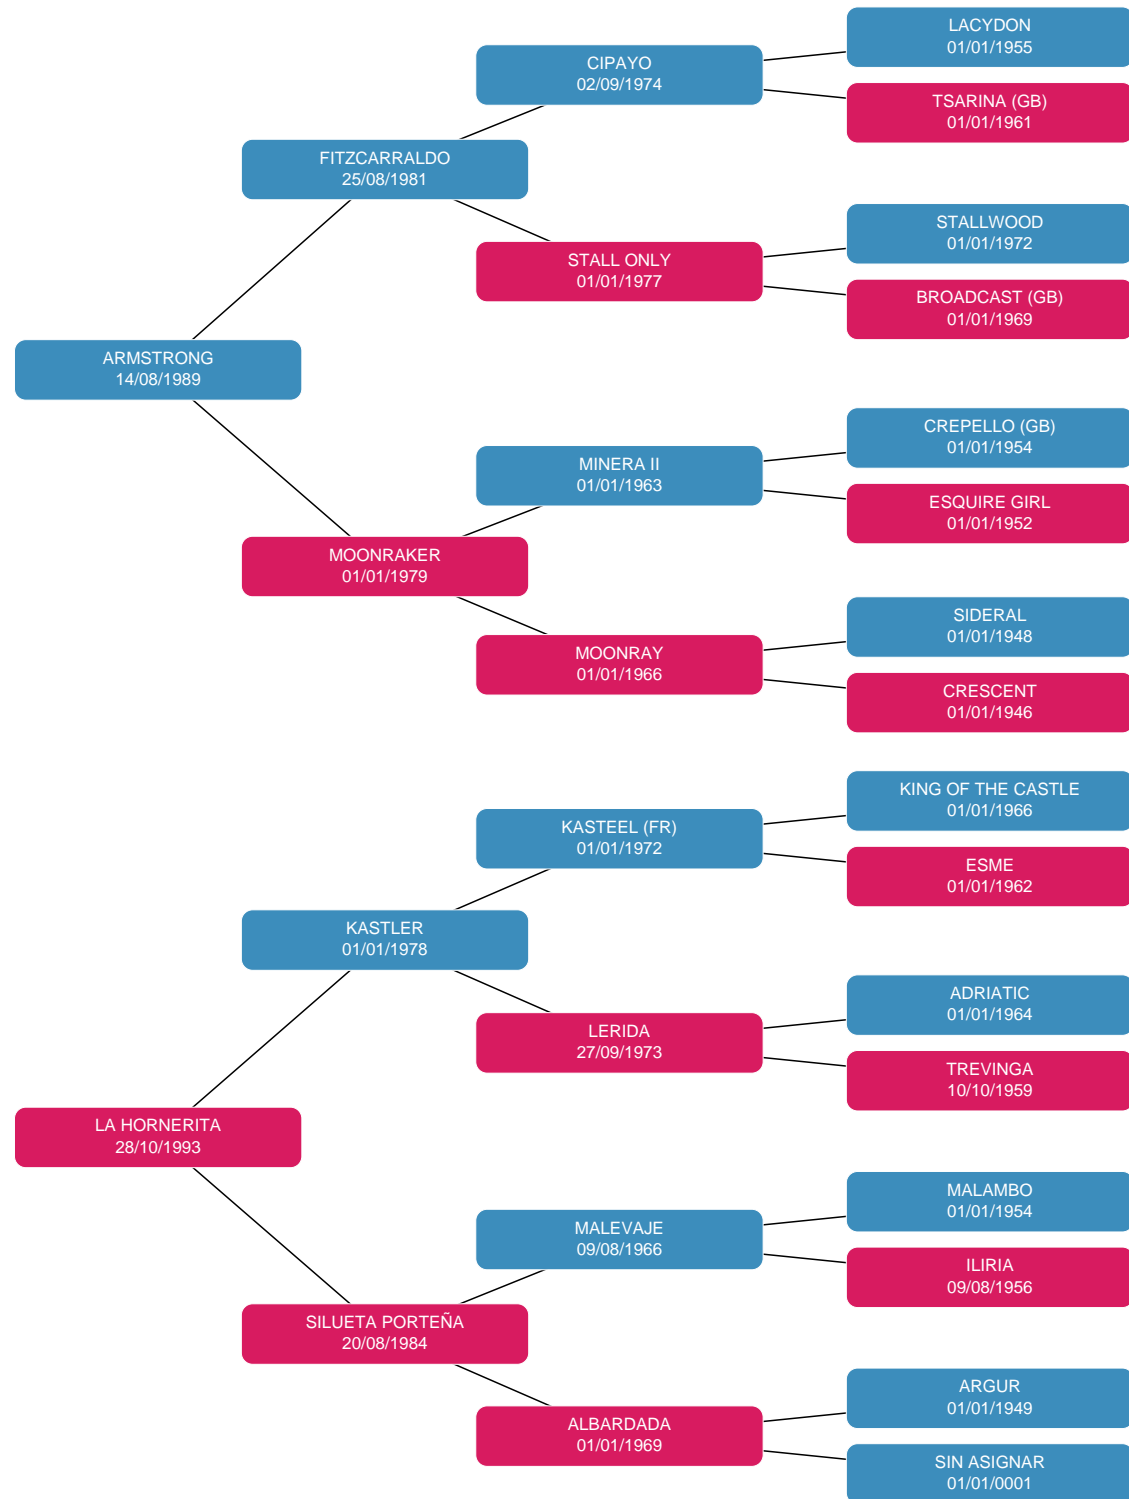 LACYDON
01/01/1955
CIPAYO
02/09/1974
TSARINA (GB)
01/01/1961
FITZCARRALDO
25/08/1981
STALLWOOD
01/01/1972
STALL ONLY
01/01/1977
BROADCAST (GB)
01/01/1969
ARMSTRONG
14/08/1989
CREPELLO (GB)
01/01/1954
MINERA II
01/01/1963
ESQUIRE GIRL
01/01/1952
MOONRAKER
01/01/1979
SIDERAL
01/01/1948
MOONRAY
01/01/1966
CRESCENT
01/01/1946
KING OF THE CASTLE
01/01/1966
KASTEEL (FR)
01/01/1972
ESME
01/01/1962
KASTLER
01/01/1978
ADRIATIC
01/01/1964
LERIDA
27/09/1973
TREVINGA
10/10/1959
LA HORNERITA
28/10/1993
MALAMBO
01/01/1954
MALEVAJE
09/08/1966
ILIRIA
09/08/1956
SILUETA PORTEÑA
20/08/1984
ARGUR
01/01/1949
ALBARDADA
01/01/1969
SIN ASIGNAR
01/01/0001